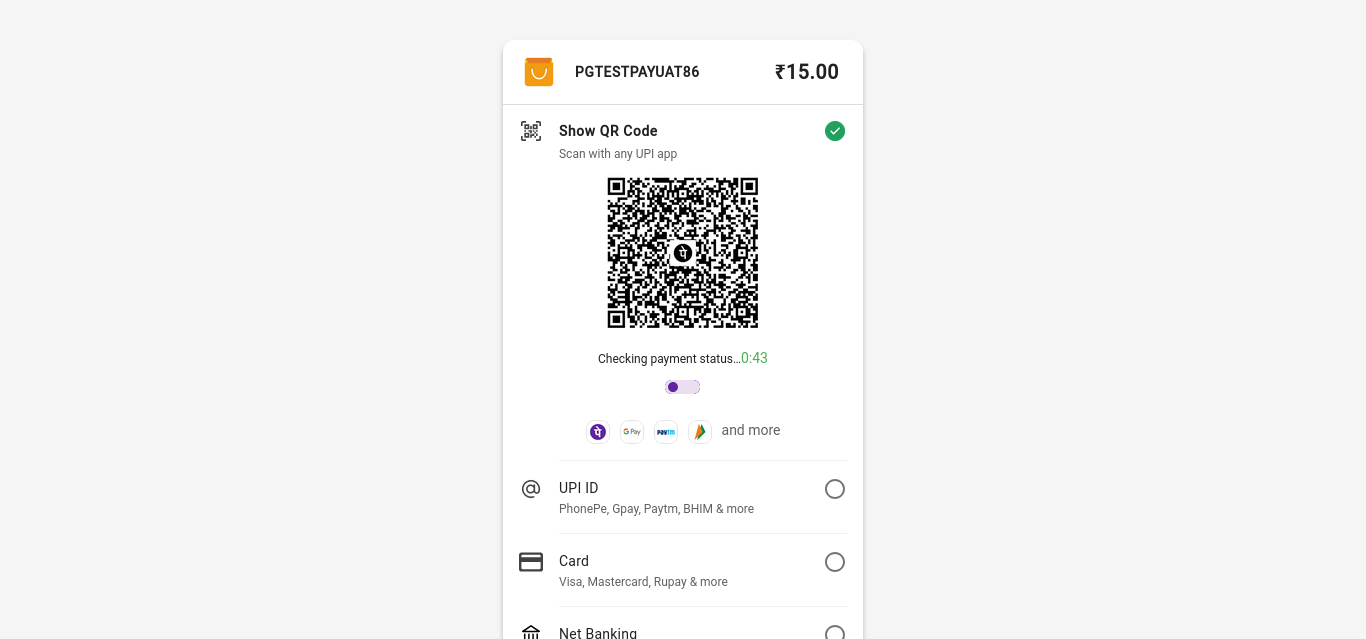 PGTESTPAYUAT86 ₹15.00
Show QR Code
Scan with any UPI app
पे
Checking payment status...0:43
पे G Pay paytm and more
@ UPI ID
PhonePe, Gpay, Paytm, BHIM & more
Card
Visa, Mastercard, Rupay & more
Net Banking